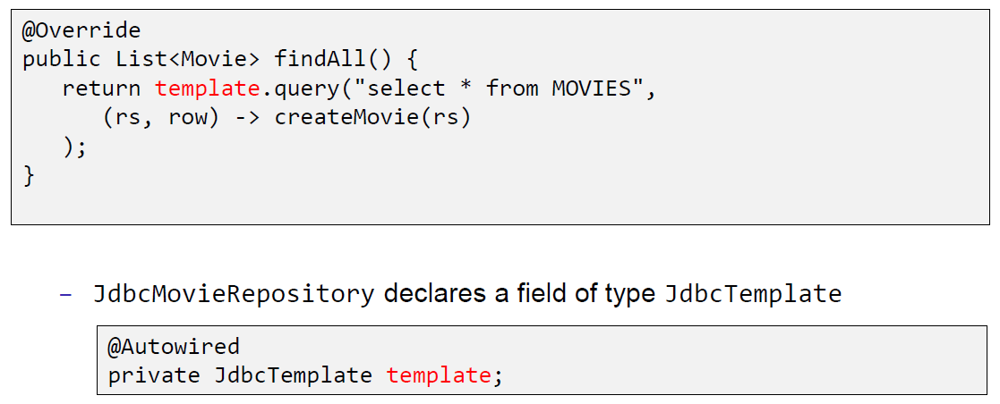 @Override
public List<Movie> findAll() {
   return template.query("select * from MOVIES",
      (rs, row) -> createMovie(rs)
   );
}
– JdbcMovieRepository declares a field of type JdbcTemplate
@Autowired
private JdbcTemplate template;